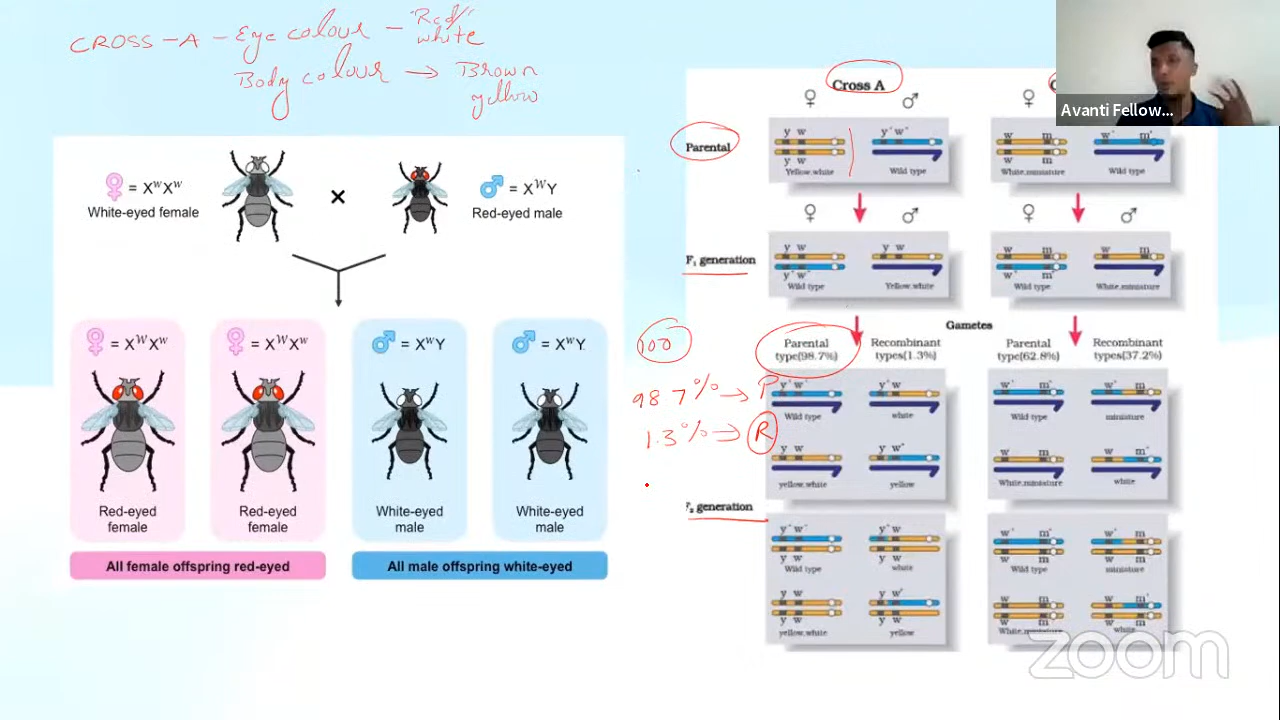 CROSS-A - Eye colour - Red/
white
Body colour → Brown
yellow
♀ = XʷXʷ
White-eyed female
×
♂ = XᵂY
Red-eyed male
♀ = XᵂXʷ
♀ = XᵂXʷ
♂ = XʷY
♂ = XʷY
Red-eyed female
Red-eyed female
White-eyed male
White-eyed male
All female offspring red-eyed
All male offspring white-eyed
Cross A
♀ ♂ ♀
Parental
y w
y w
Yellow, white
y⁺ w⁺
Wild type
w m
w m
White, miniature
w⁺ m⁺
Wild type
♀ ♂ ♀ ♂
F₁ generation
y w
y⁺ w⁺
Wild type
y w
Yellow, white
w m
w⁺ m⁺
Wild type
w m
White, miniature
Gametes
Parental type(98.7%)
Recombinant types(1.3%)
Parental type(62.8%)
Recombinant types(37.2%)
100
98.7% → P
1.3% → R
y⁺ w⁺
Wild type
y⁺ w
white
w⁺ m⁺
Wild type
w⁺ m
miniature
y w
yellow, white
y w⁺
yellow
w m
White, miniature
w m⁺
white
F₂ generation
y⁺ w⁺
y w
Wild type
y⁺ w
y w
white
w⁺ m⁺
w m
Wild type
w⁺ m
w m
miniature
y w
y w
yellow, white
y w⁺
y w
yellow
w m
w m
White, miniature
w m⁺
w m
white
Avanti Fellow...
zoom